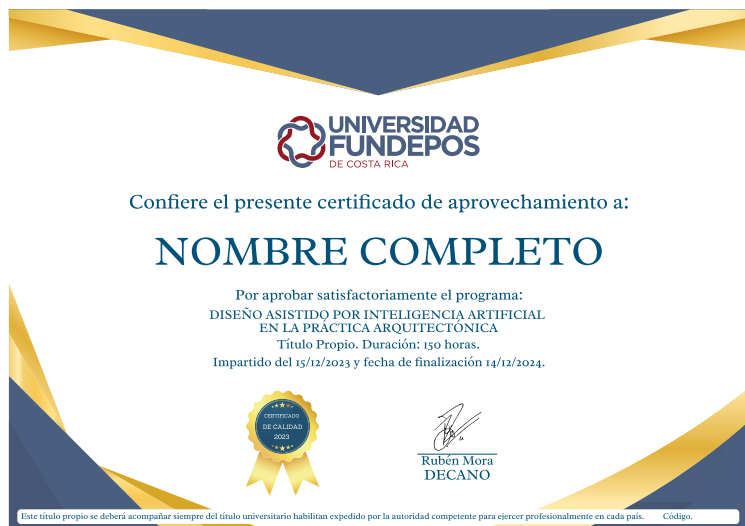 UNIVERSIDAD
FUNDEPOS
DE COSTA RICA
Confiere el presente certificado de aprovechamiento a:
NOMBRE COMPLETO
Por aprobar satisfactoriamente el programa:
DISEÑO ASISTIDO POR INTELIGENCIA ARTIFICIAL
EN LA PRÁCTICA ARQUITECTÓNICA
Título Propio. Duración: 150 horas.
Impartido del 15/12/2023 y fecha de finalización 14/12/2024.
CERTIFICADO
DE CALIDAD
2023
Rubén Mora
DECANO
Este título propio se deberá acompañar siempre del título universitario habilitan expedido por la autoridad competente para ejercer profesionalmente en cada país. Código.